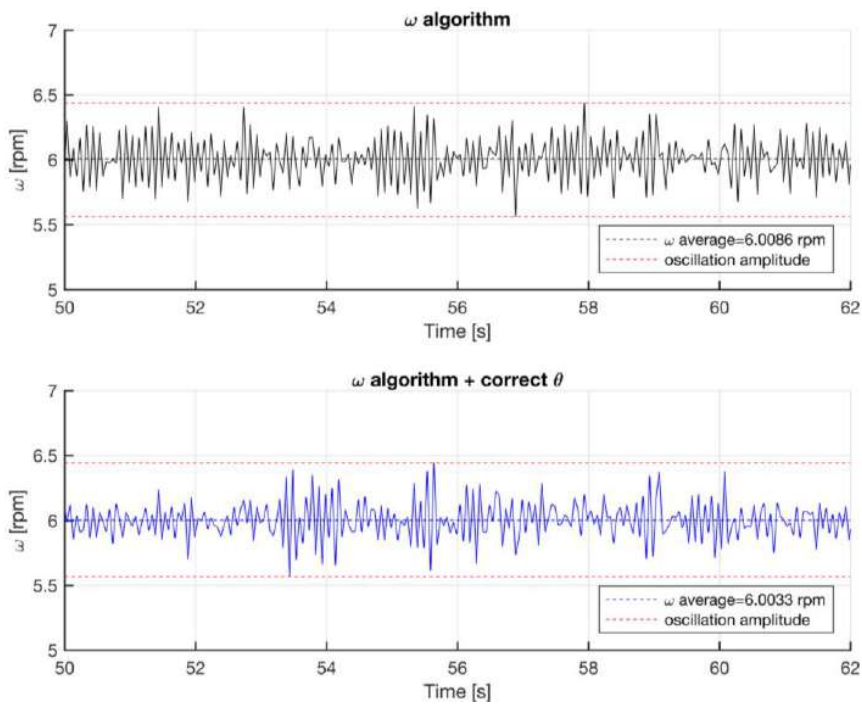 ω algorithm
7
6.5
6
5.5
5
ω [rpm]
ω average=6.0086 rpm
oscillation amplitude
50 52 54 56 58 60 62
Time [s]
ω algorithm + correct θ
7
6.5
6
5.5
5
ω [rpm]
ω average=6.0033 rpm
oscillation amplitude
50 52 54 56 58 60 62
Time [s]